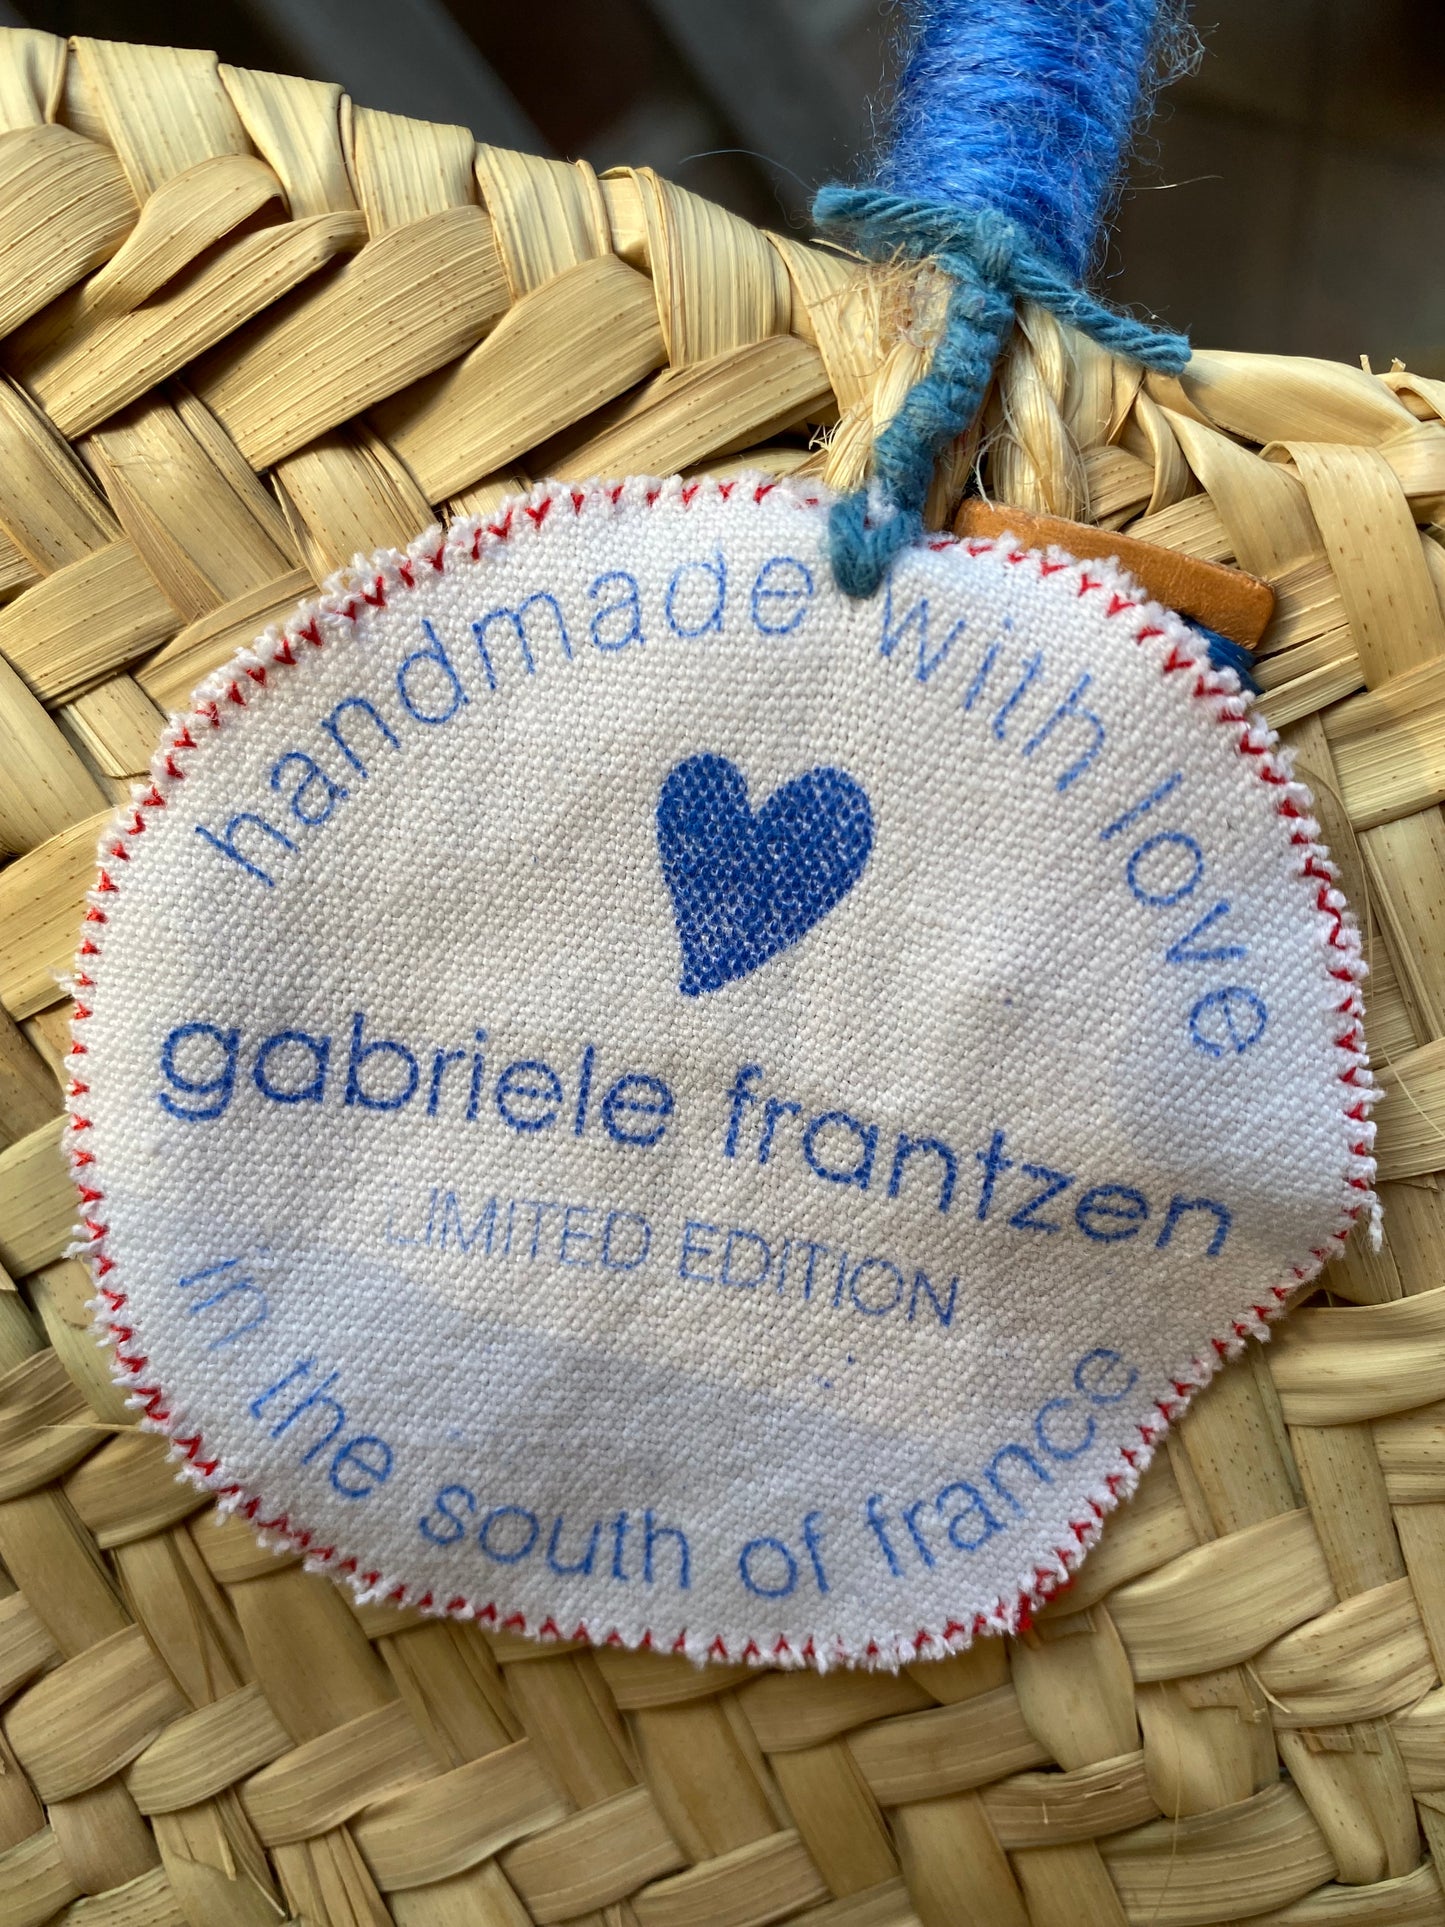 handmade with love
gabriele frantzen
LIMITED EDITION
in the south of france